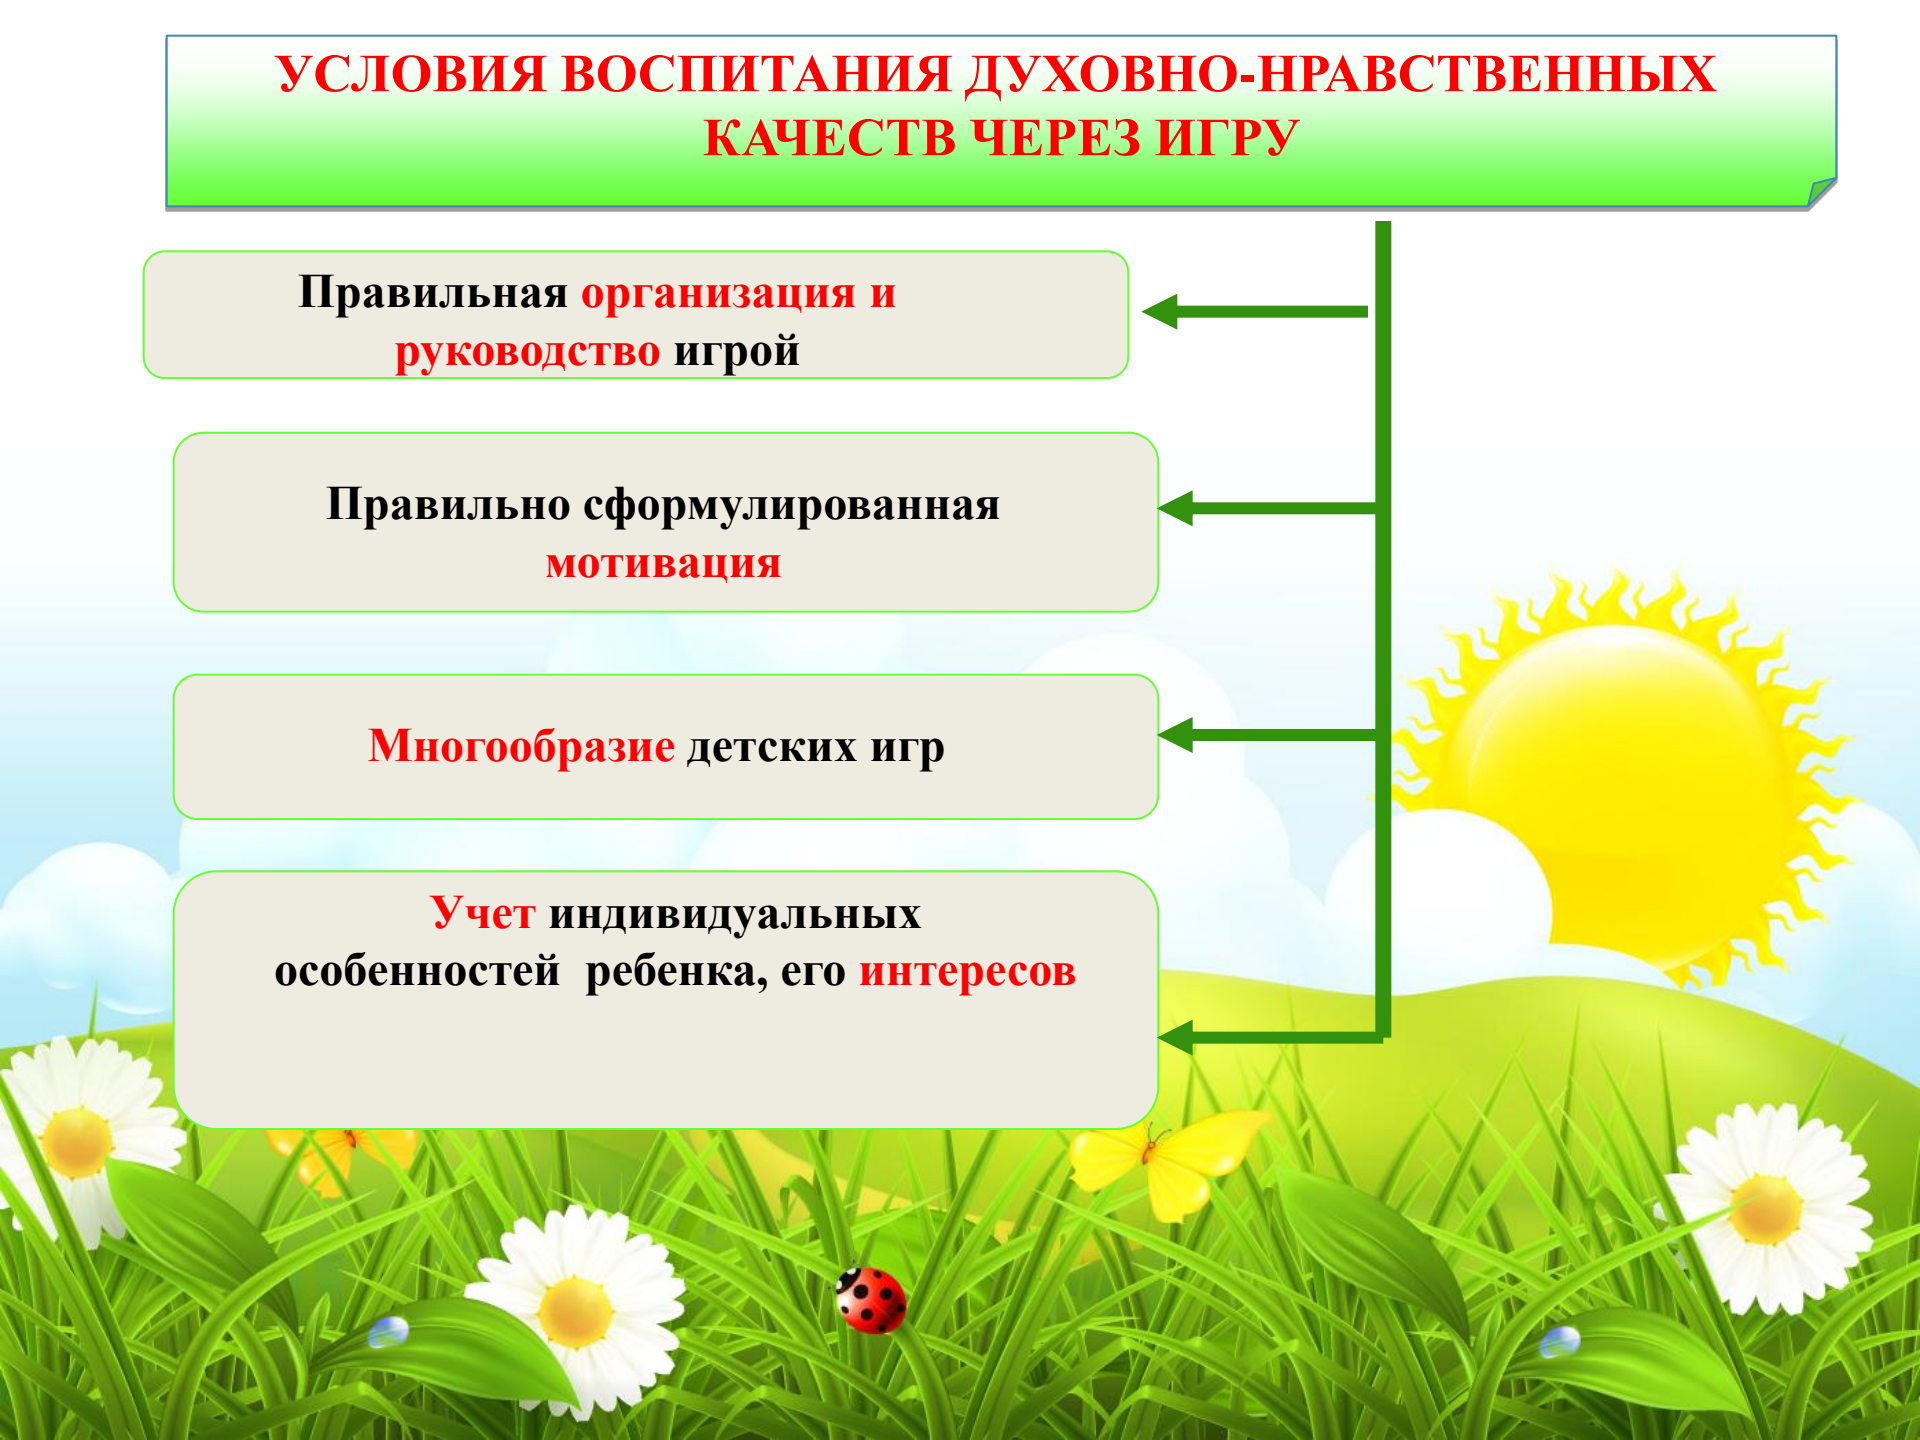 УСЛОВИЯ ВОСПИТАНИЯ ДУХОВНО-НРАВСТВЕННЫХ
КАЧЕСТВ ЧЕРЕЗ ИГРУ
Правильная организация и
руководство игрой
Правильно сформулированная
мотивация
Многообразие детских игр
Учет индивидуальных
особенностей ребенка, его интересов